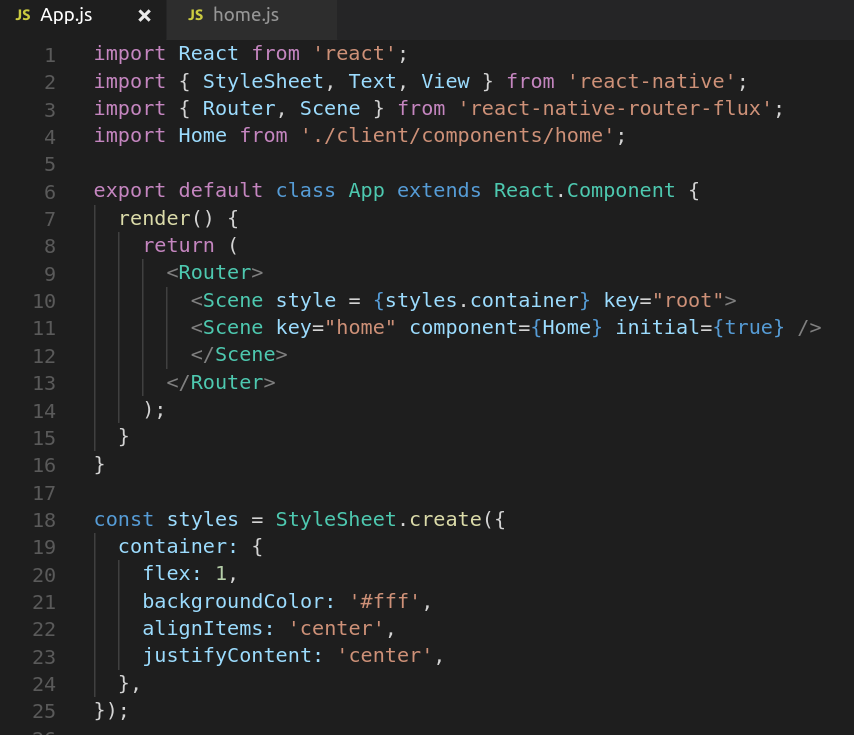 JS App.js × JS home.js
1 import React from 'react';
2 import { StyleSheet, Text, View } from 'react-native';
3 import { Router, Scene } from 'react-native-router-flux';
4 import Home from './client/components/home';
5
6 export default class App extends React.Component {
7   render() {
8     return (
9       <Router>
10         <Scene style = {styles.container} key="root">
11         <Scene key="home" component={Home} initial={true} />
12         </Scene>
13       </Router>
14     );
15   }
16 }
17
18 const styles = StyleSheet.create({
19   container: {
20     flex: 1,
21     backgroundColor: '#fff',
22     alignItems: 'center',
23     justifyContent: 'center',
24   },
25 });